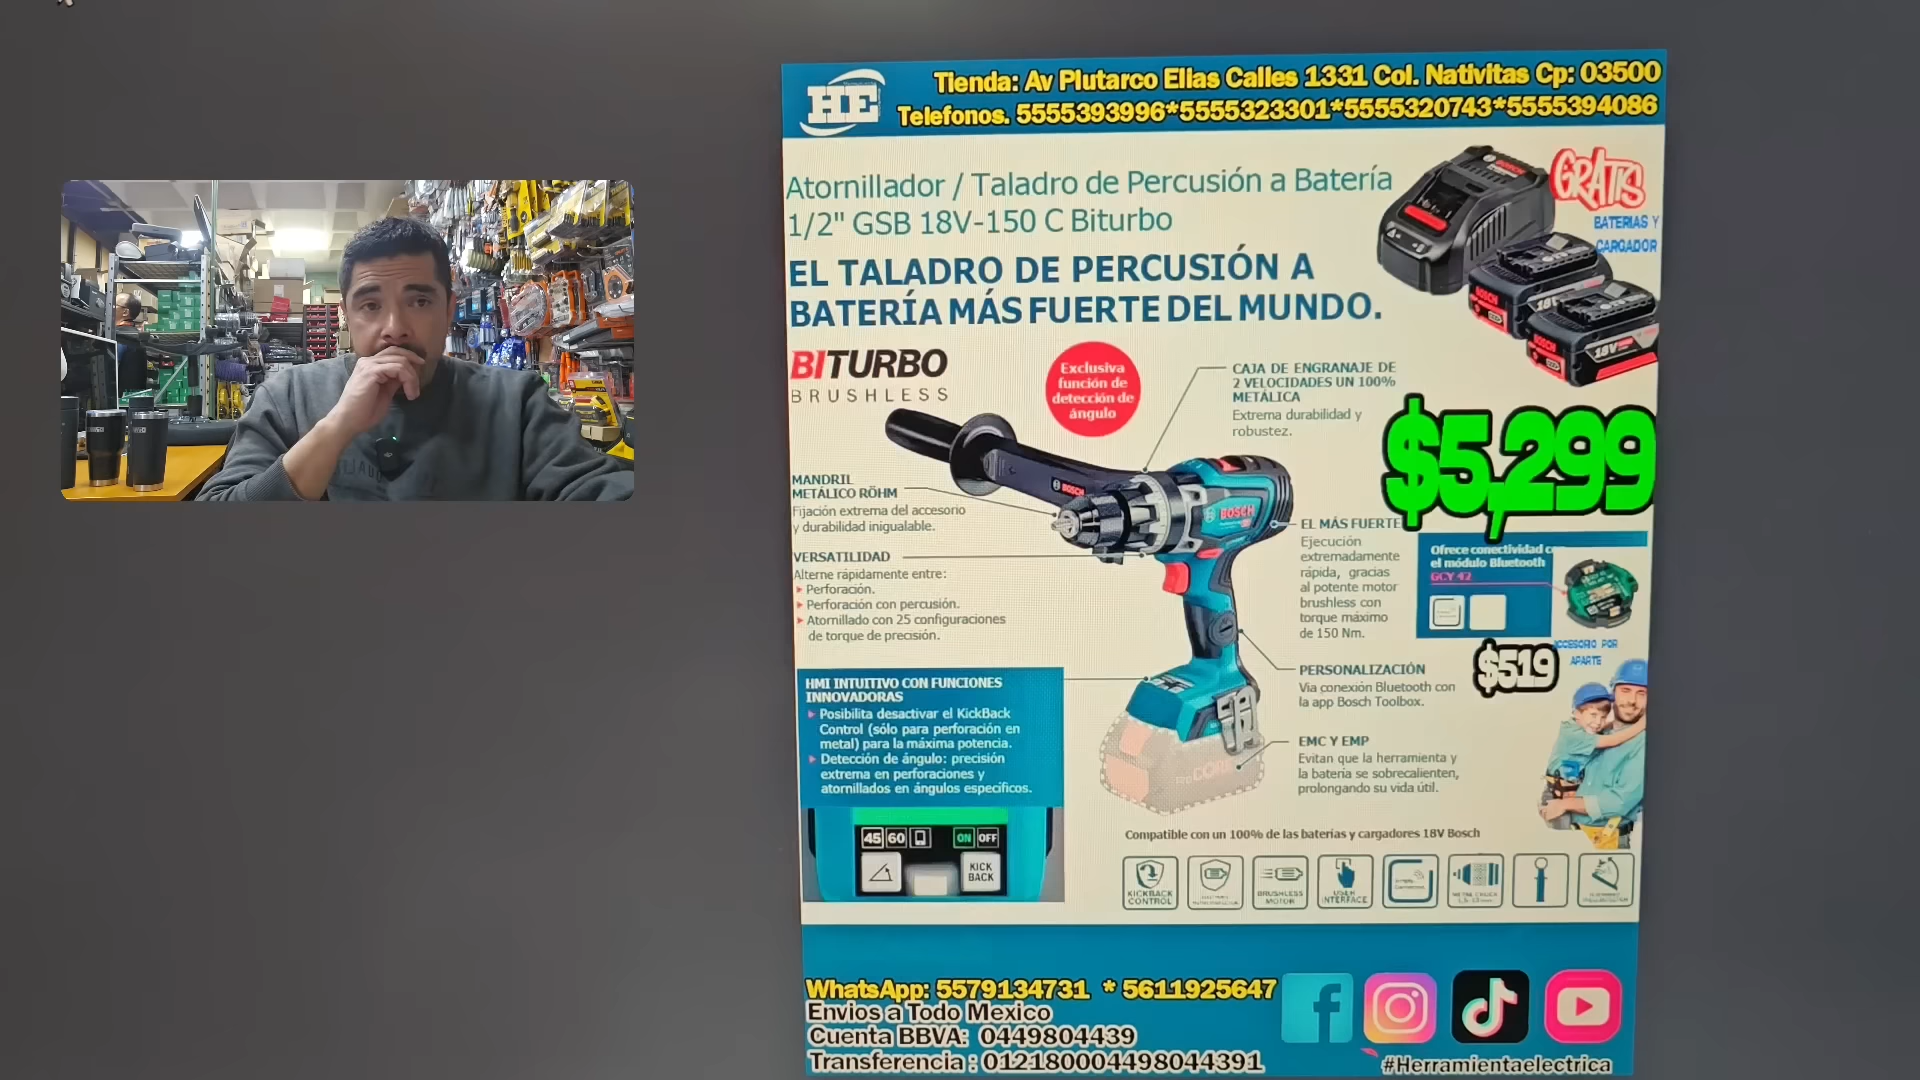 HE
Tienda: Av Plutarco Elias Calles 1331 Col. Nativitas Cp: 03500
Telefonos. 5555393996*5555323301*5555320743*5555394086
Atornillador / Taladro de Percusión a Batería
1/2" GSB 18V-150 C Biturbo
GRATIS
BATERIAS Y
CARGADOR
EL TALADRO DE PERCUSIÓN A
BATERÍA MÁS FUERTE DEL MUNDO.
BITURBO
BRUSHLESS
Exclusiva
función de
detección de
ángulo
CAJA DE ENGRANAJE DE
2 VELOCIDADES UN 100%
METÁLICA
Extrema durabilidad y
robustez.
BOSCH
18V
BOSCH
18V
$5,299
MANDRIL
METÁLICO RÖHM
Fijación extrema del accesorio
y durabilidad inigualable.
BOSCH
BOSCH
VERSATILIDAD
Alterne rápidamente entre:
Perforación.
Perforación con percusión.
Atornillado con 25 configuraciones
de torque de precisión.
EL MÁS FUERTE
Ejecución
extremadamente
rápida, gracias
al potente motor
brushless con
torque máximo
de 150 Nm.
Ofrece conectividad
el módulo Bluetooth
GCY 42
ACCESORIO POR
APARTE
$519
PERSONALIZACIÓN
Via conexión Bluetooth con
la app Bosch Toolbox.
HMI INTUITIVO CON FUNCIONES
INNOVADORAS
Posibilita desactivar el KickBack
Control (sólo para perforación en
metal) para la máxima potencia.
Detección de ángulo: precisión
extrema en perforaciones y
atornillados en ángulos específicos.
EMC Y EMP
Evitan que la herramienta y
la batería se sobrecalienten,
prolongando su vida útil.
45 60 ON OFF
KICK
BACK
Compatible con un 100% de las baterías y cargadores 18V Bosch
KICKBACK
CONTROL
BRUSHLESS
MOTOR
USER
INTERFACE
WhatsApp: 5579134731 * 5611925647
Envios a Todo Mexico
Cuenta BBVA: 0449804439
Transferencia : 012180004498044391
#Herramientaelectrica